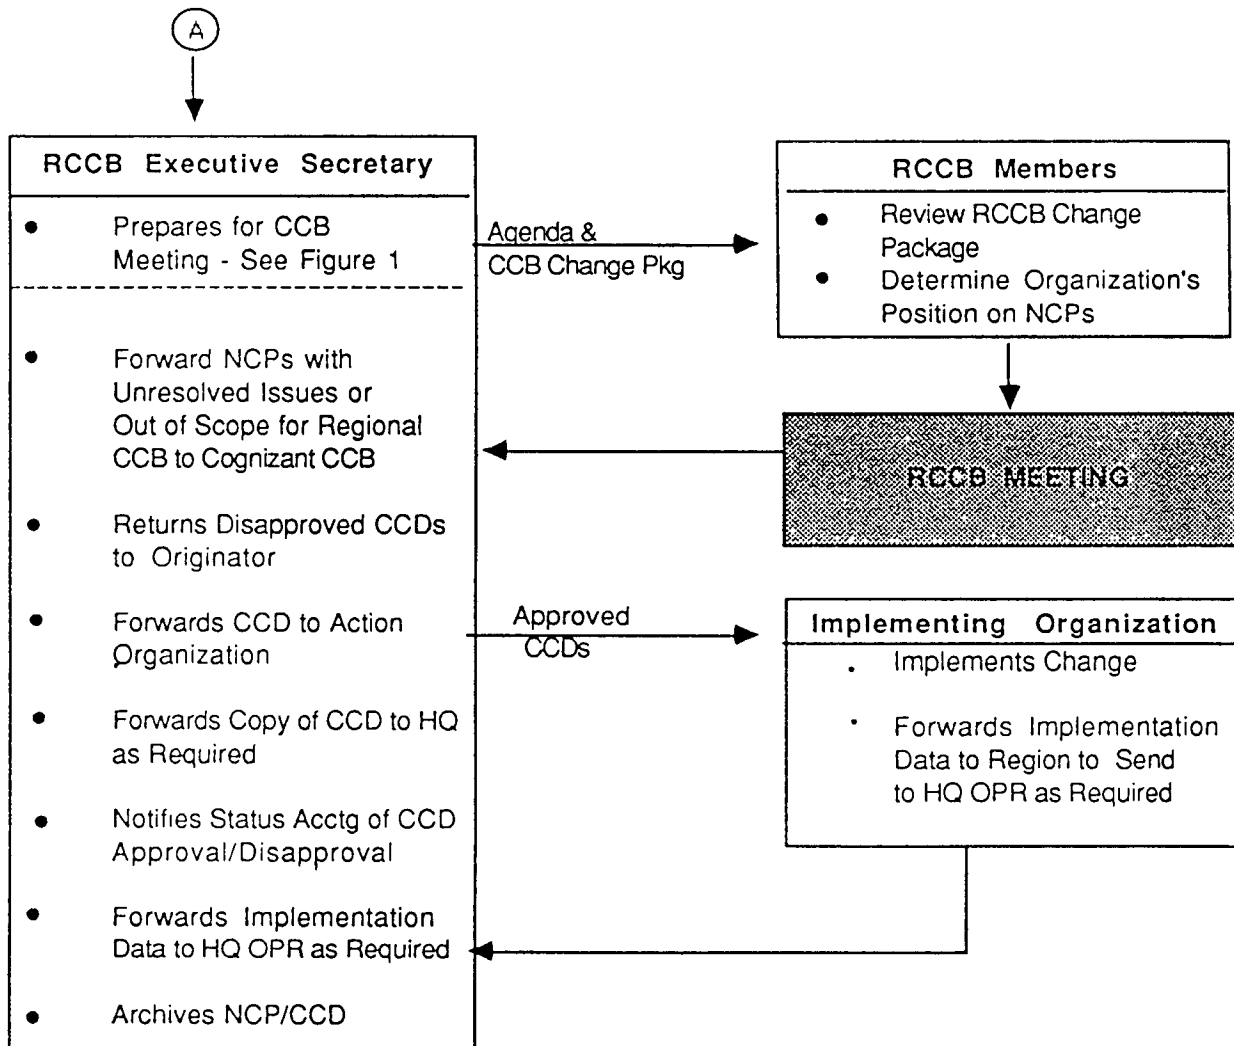 A
RCCB Executive Secretary
Prepares for CCB
Meeting - See Figure 1
Agenda &
CCB Change Pkg
RCCB Members
Review RCCB Change
Package
Determine Organization's
Position on NCPs
Forward NCPs with
Unresolved Issues or
Out of Scope for Regional
CCB to Cognizant CCB
RCCB MEETING
Returns Disapproved CCDs
to Originator
Forwards CCD to Action
Organization
Approved
CCDs
Implementing Organization
Implements Change
Forwards Implementation
Data to Region to Send
to HQ OPR as Required
Forwards Copy of CCD to HQ
as Required
Notifies Status Acctg of CCD
Approval/Disapproval
Forwards Implementation
Data to HQ OPR as Required
Archives NCP/CCD